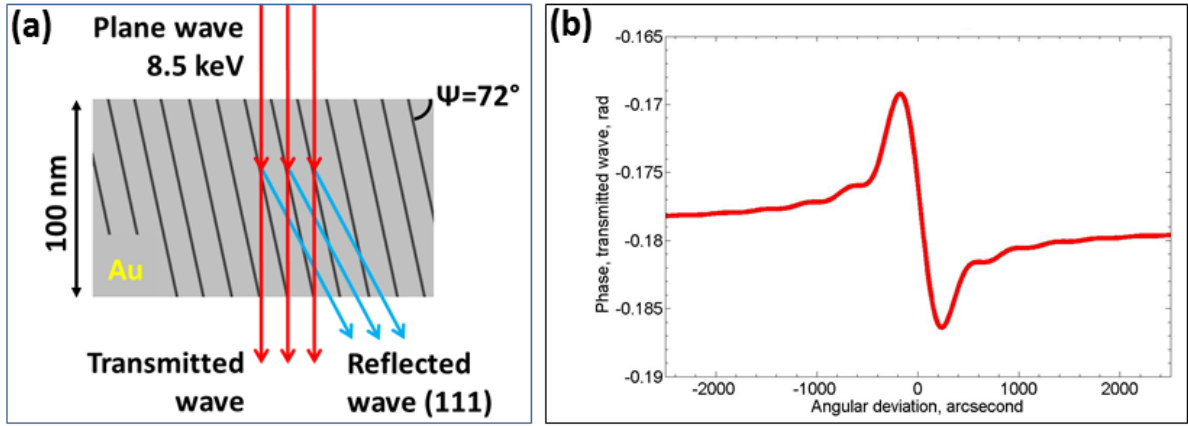 (a)
Plane wave
8.5 keV
Ψ=72°
100 nm
Au
Transmitted
wave
Reflected
wave (111)
(b)
Phase, transmitted wave, rad
-0.165
-0.17
-0.175
-0.18
-0.185
-0.19
-2000 -1000 0 1000 2000
Angular deviation, arcsecond